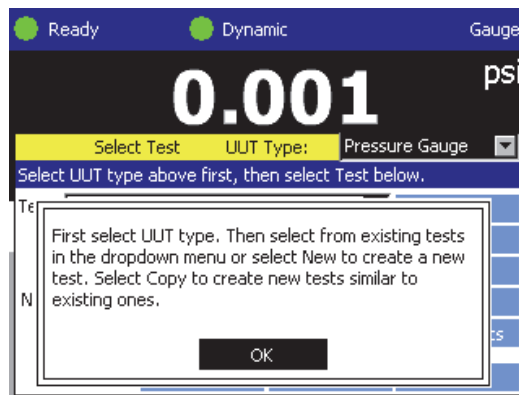 Ready Dynamic Gauge
0.001 psi
Select Test UUT Type: Pressure Gauge
Select UUT type above first, then select Test below.
First select UUT type. Then select from existing tests
in the dropdown menu or select New to create a new
test. Select Copy to create new tests similar to
existing ones.
OK